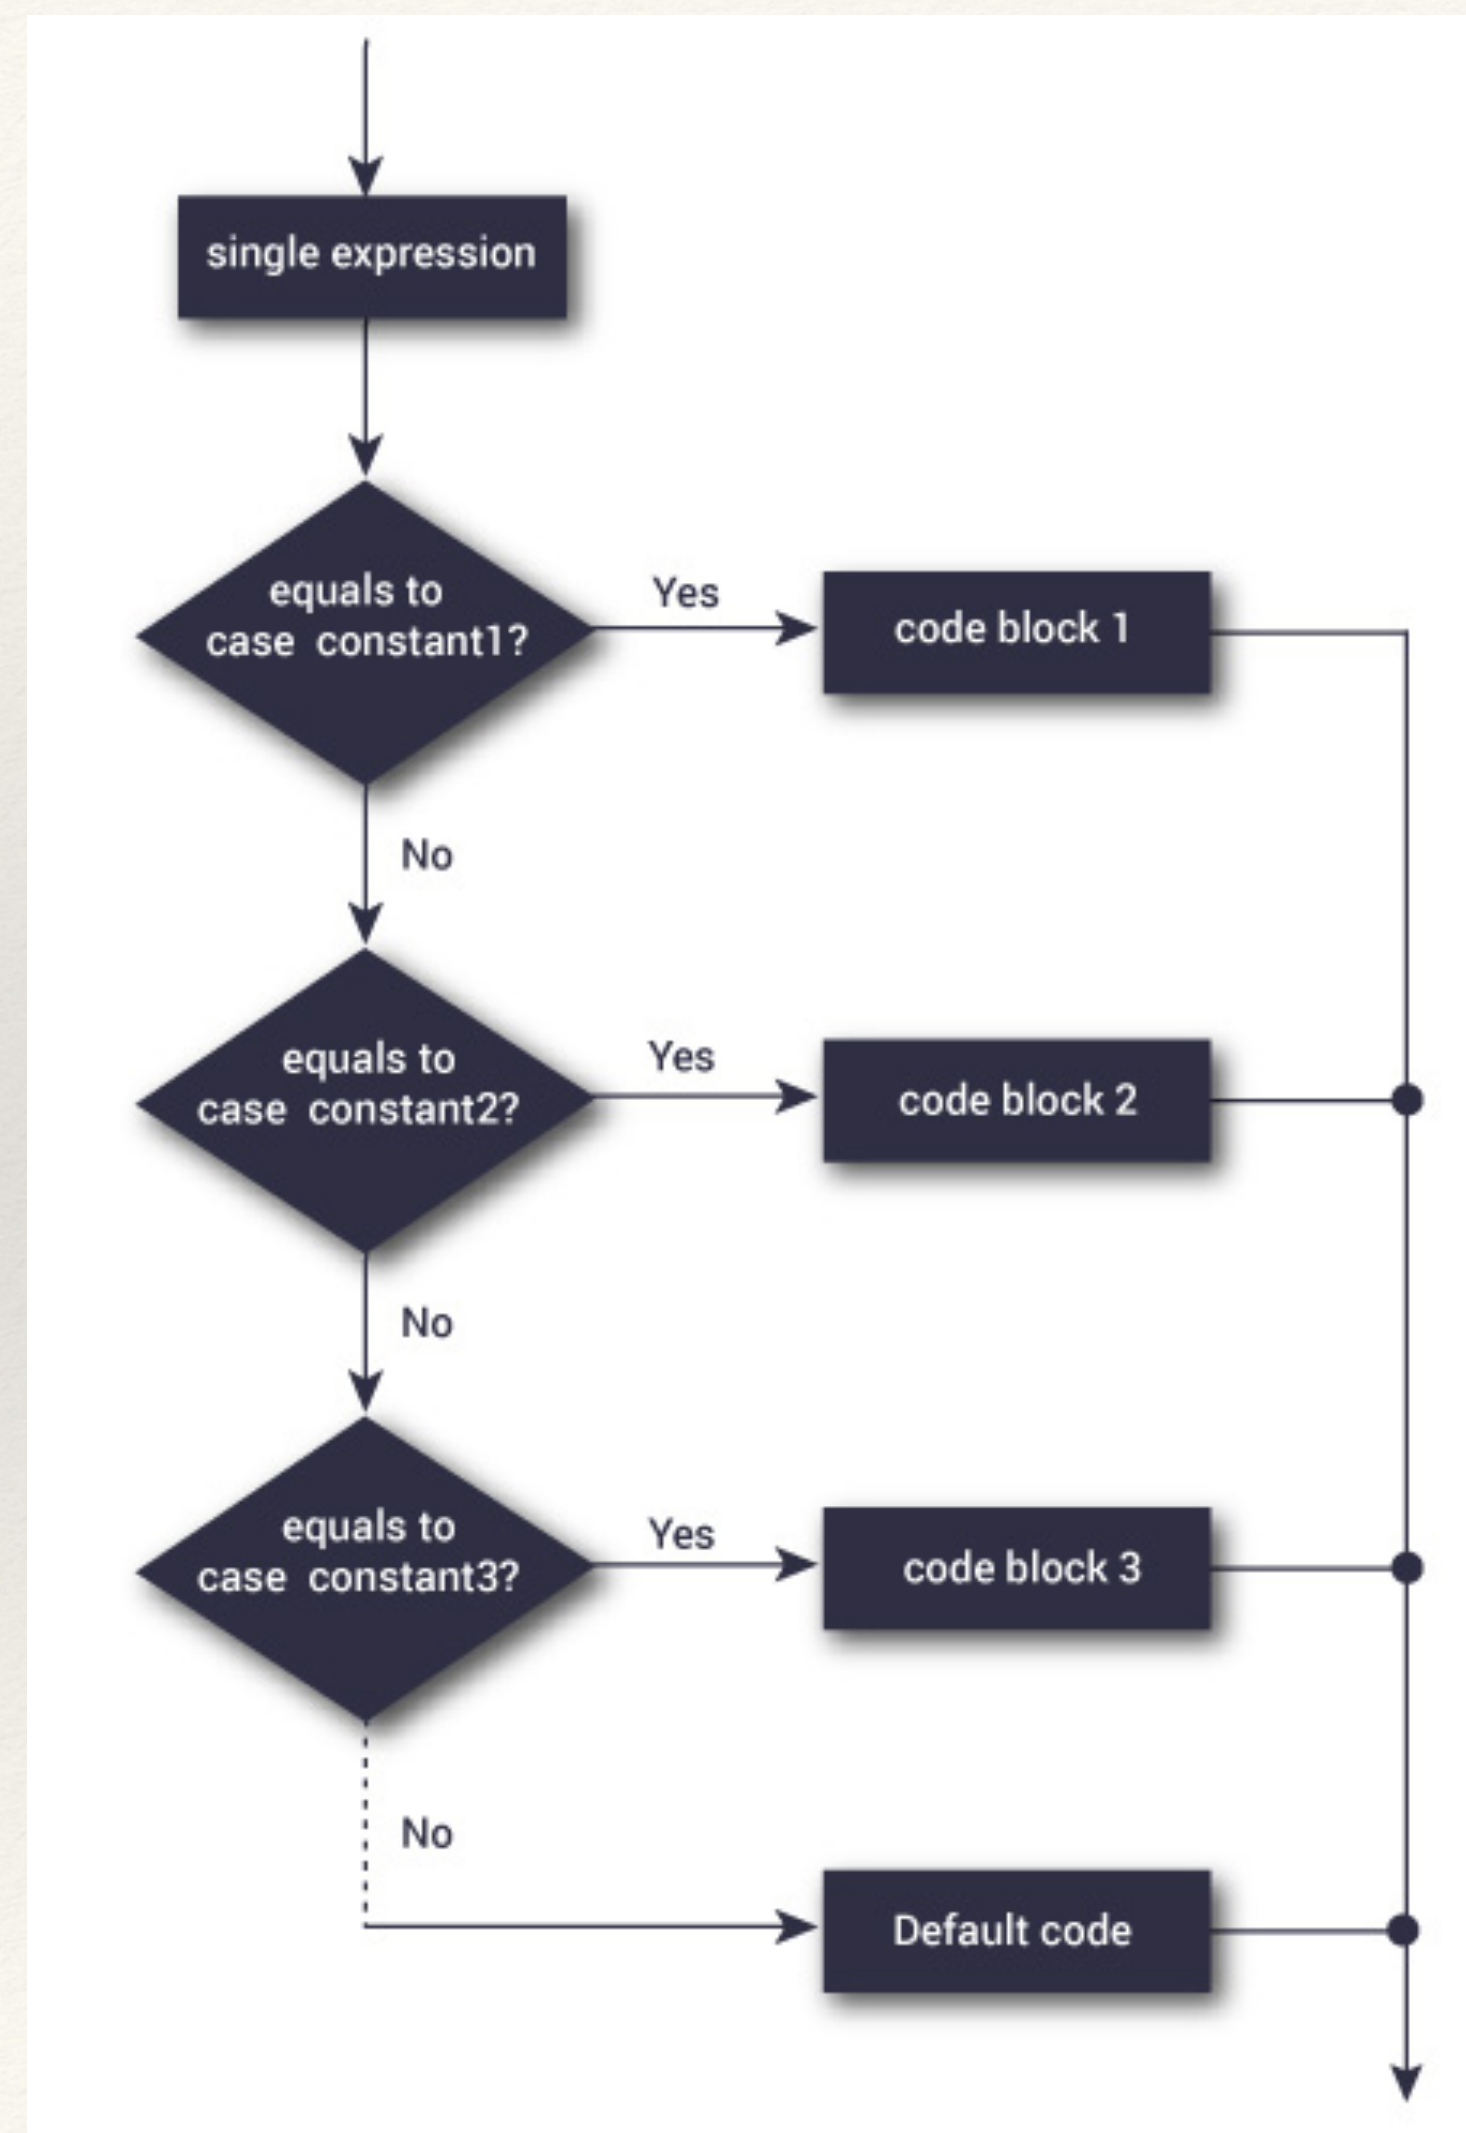 single expression
equals to
case constant1?
Yes
code block 1
No
equals to
case constant2?
Yes
code block 2
No
equals to
case constant3?
Yes
code block 3
No
Default code